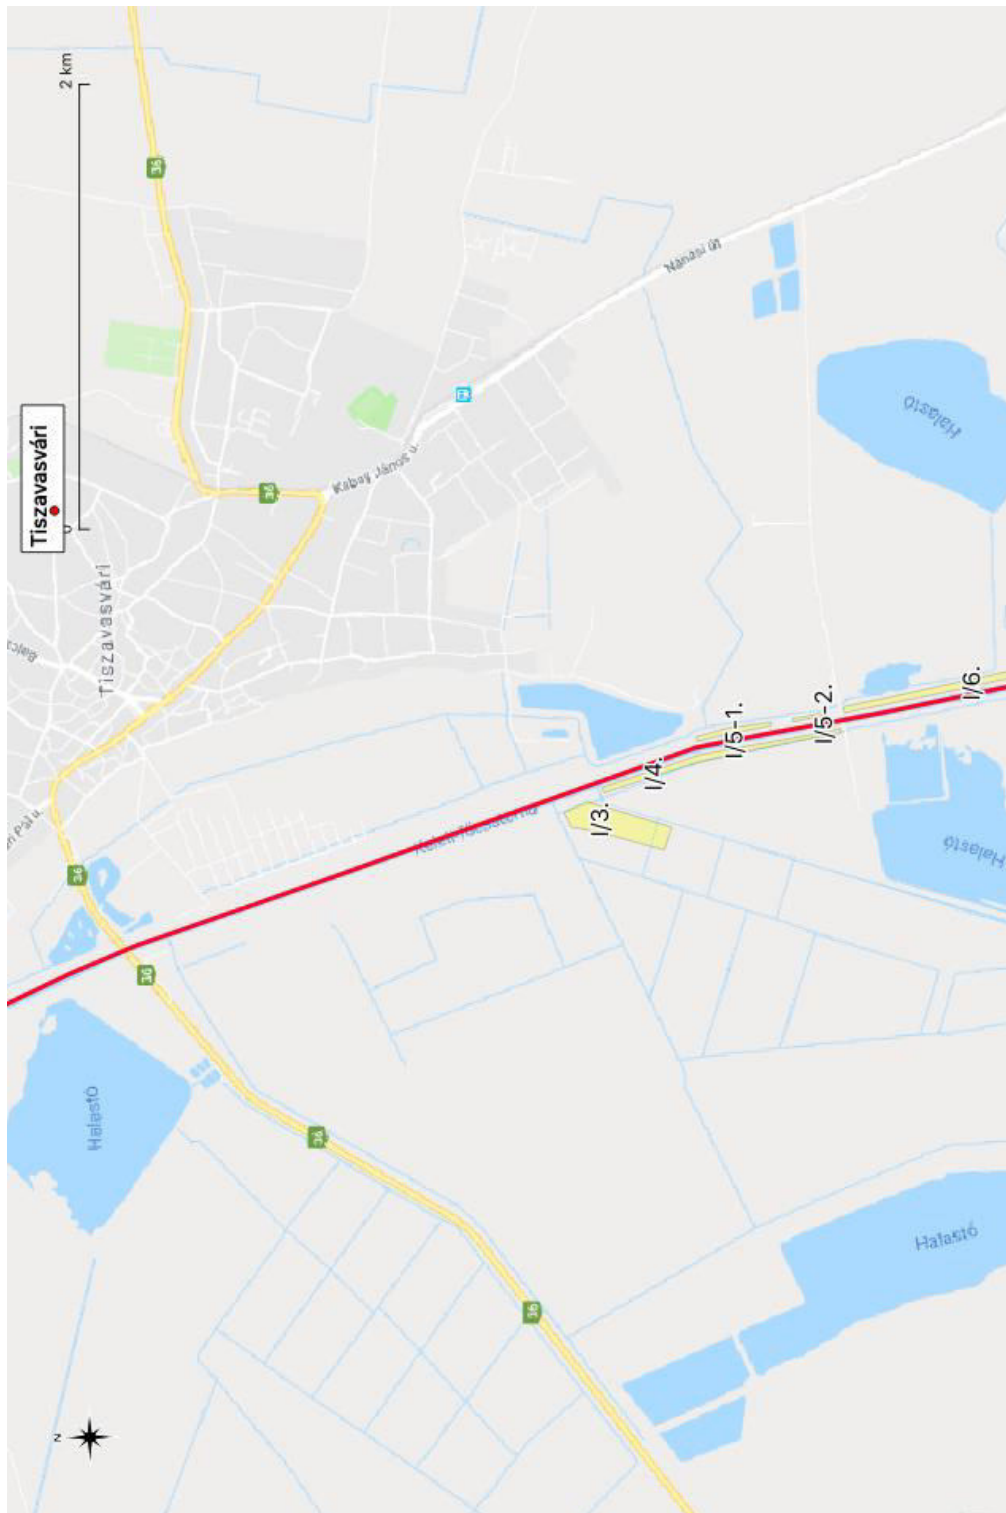 2 km
0
Tiszavasvári
36
36
Kabay János u.
Nánási út
Tiszavasvári
Pál u.
36
36
36
36
Halastó
Halastó
Halastó
Halastó
I/3.
I/4.
I/5-1.
I/5-2.
I/6.
N